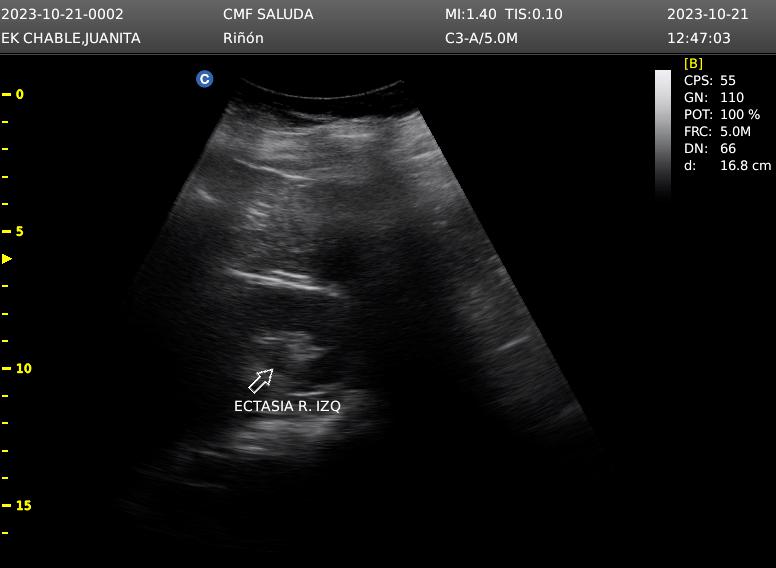 2023-10-21-0002 CMF SALUDA MI:1.40 TIS:0.10 2023-10-21
EK CHABLE,JUANITA Riñón C3-A/5.0M 12:47:03
C
[B]
CPS: 55
GN: 110
POT: 100 %
FRC: 5.0M
DN: 66
d: 16.8 cm
0
5
10
ECTASIA R. IZQ
15